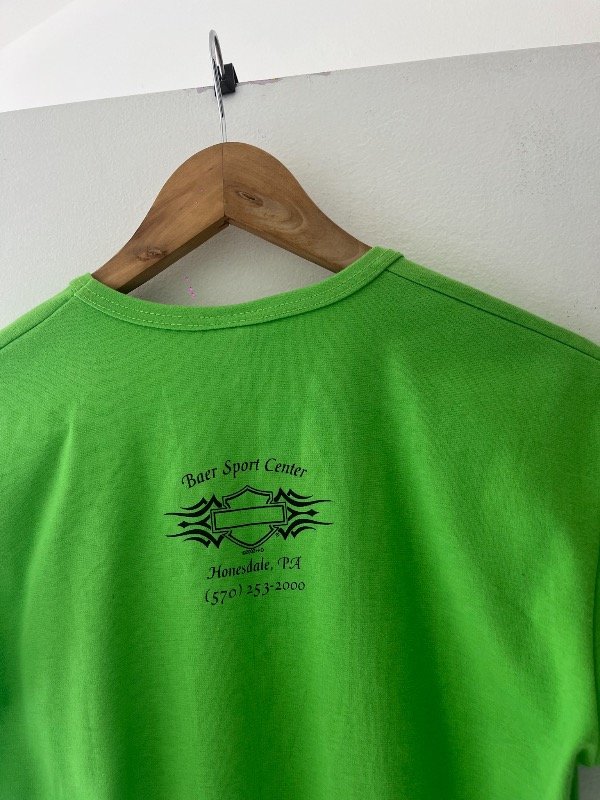 Baer Sport Center
Honesdale, PA
(570) 253-2000